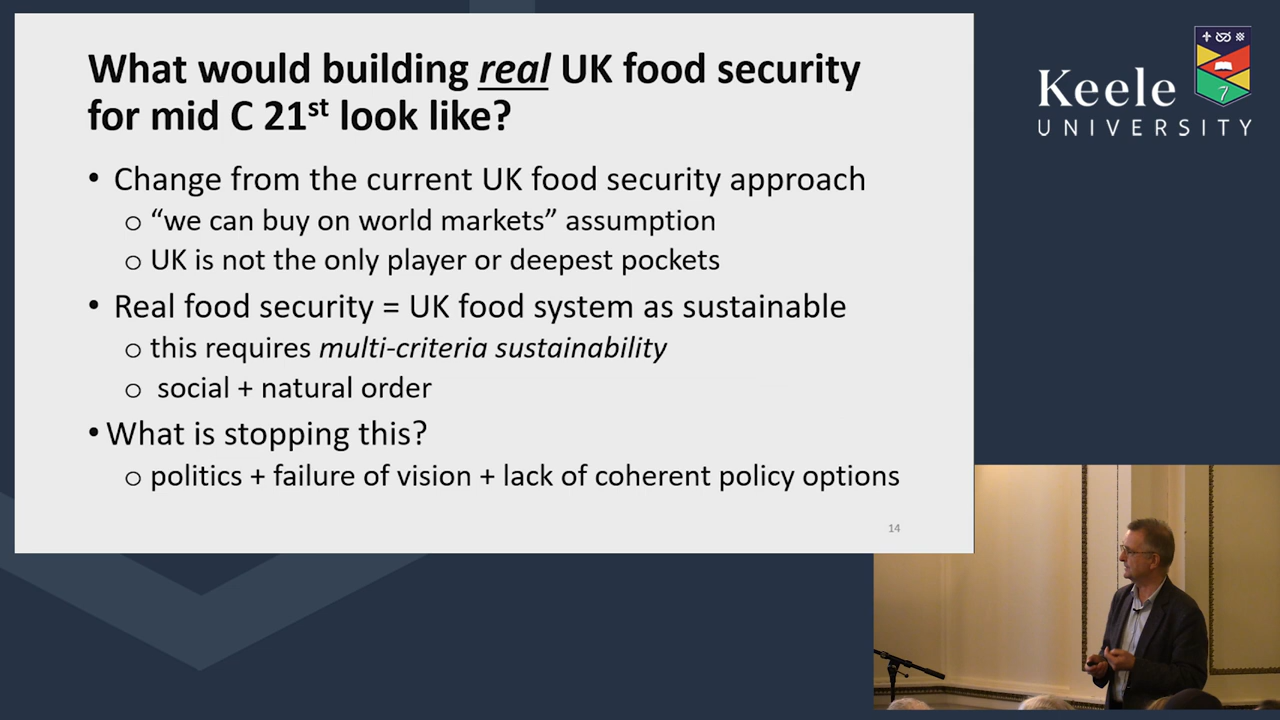 What would building real UK food security
for mid C 21st look like?
• Change from the current UK food security approach
o “we can buy on world markets” assumption
o UK is not the only player or deepest pockets
• Real food security = UK food system as sustainable
o this requires multi-criteria sustainability
o social + natural order
• What is stopping this?
o politics + failure of vision + lack of coherent policy options
14
Keele
UNIVERSITY